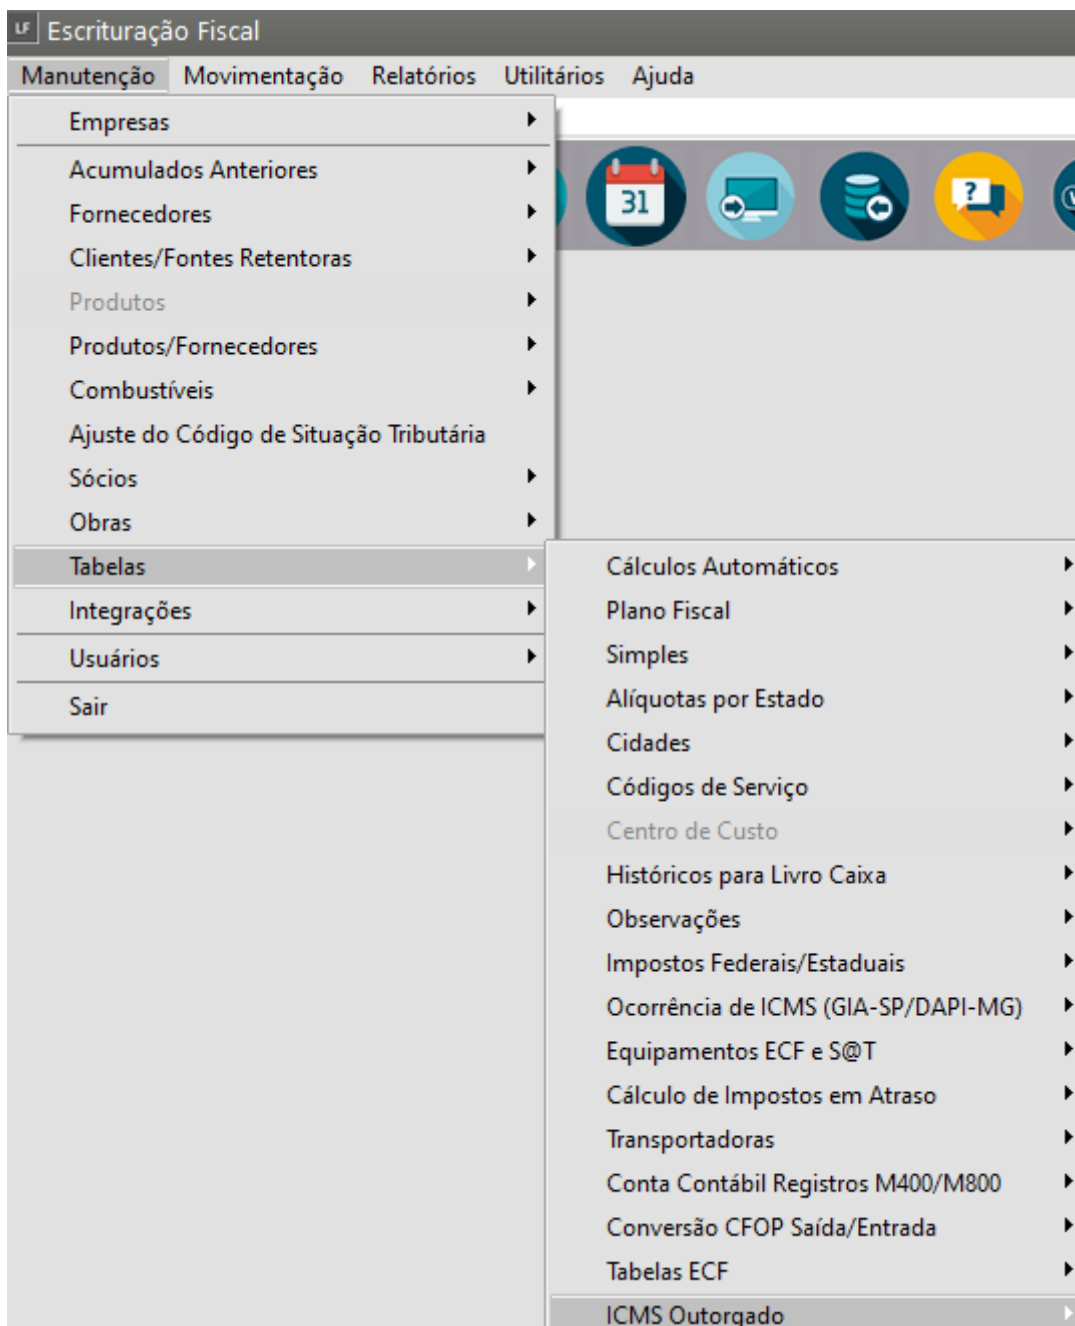 LF Escrituração Fiscal
Manutenção Movimentação Relatórios Utilitários Ajuda
Empresas
Acumulados Anteriores
Fornecedores
Clientes/Fontes Retentoras
Produtos
Produtos/Fornecedores
Combustíveis
Ajuste do Código de Situação Tributária
Sócios
Obras
Tabelas
Integrações
Usuários
Sair
31
?
Cálculos Automáticos
Plano Fiscal
Simples
Alíquotas por Estado
Cidades
Códigos de Serviço
Centro de Custo
Históricos para Livro Caixa
Observações
Impostos Federais/Estaduais
Ocorrência de ICMS (GIA-SP/DAPI-MG)
Equipamentos ECF e S@T
Cálculo de Impostos em Atraso
Transportadoras
Conta Contábil Registros M400/M800
Conversão CFOP Saída/Entrada
Tabelas ECF
ICMS Outorgado